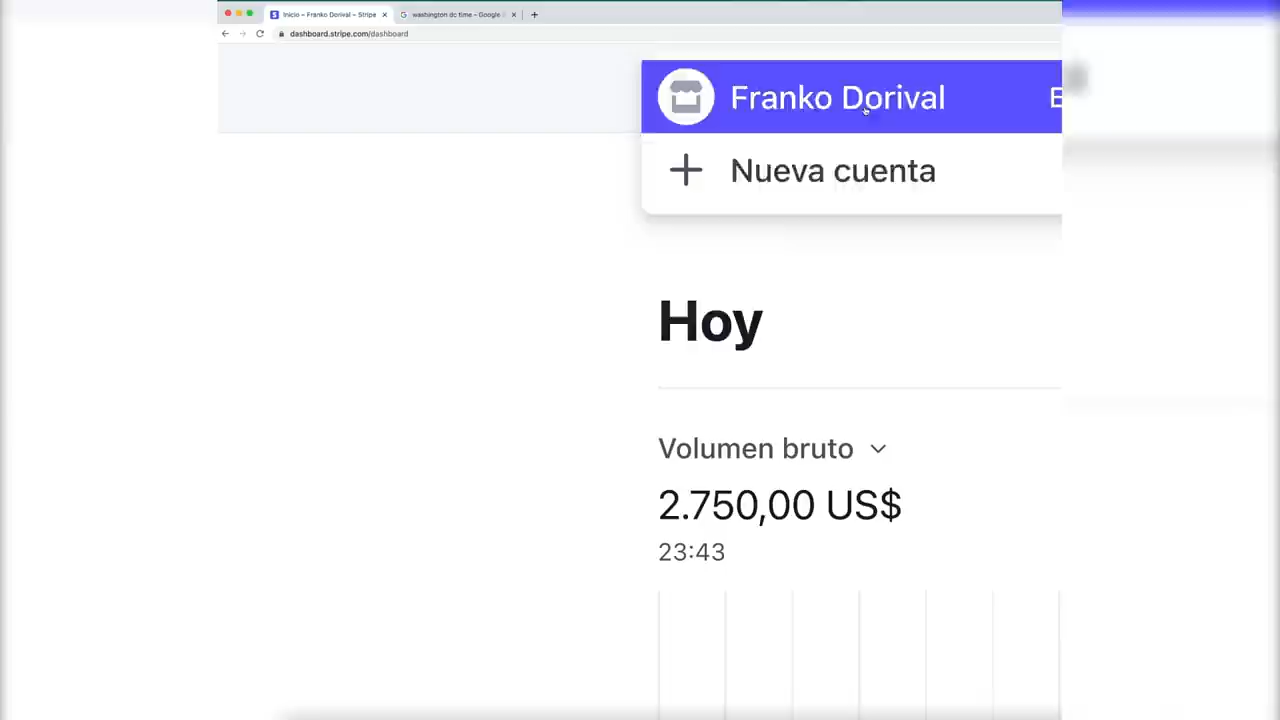 Inicio – Franko Dorival – Stripe
washington dc time – Google
dashboard.stripe.com/dashboard
Franko Dorival
Nueva cuenta
Hoy
Volumen bruto
2.750,00 US$
23:43